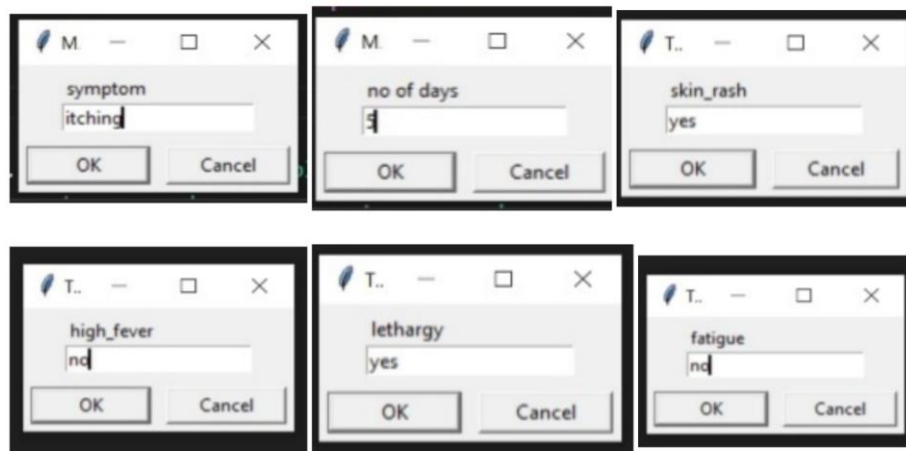 M.
M.
T..
symptom
no of days
skin_rash
itching
5
yes
OK Cancel
OK Cancel
OK Cancel
T..
T..
T..
high_fever
lethargy
fatigue
no
yes
no
OK Cancel
OK Cancel
OK Cancel